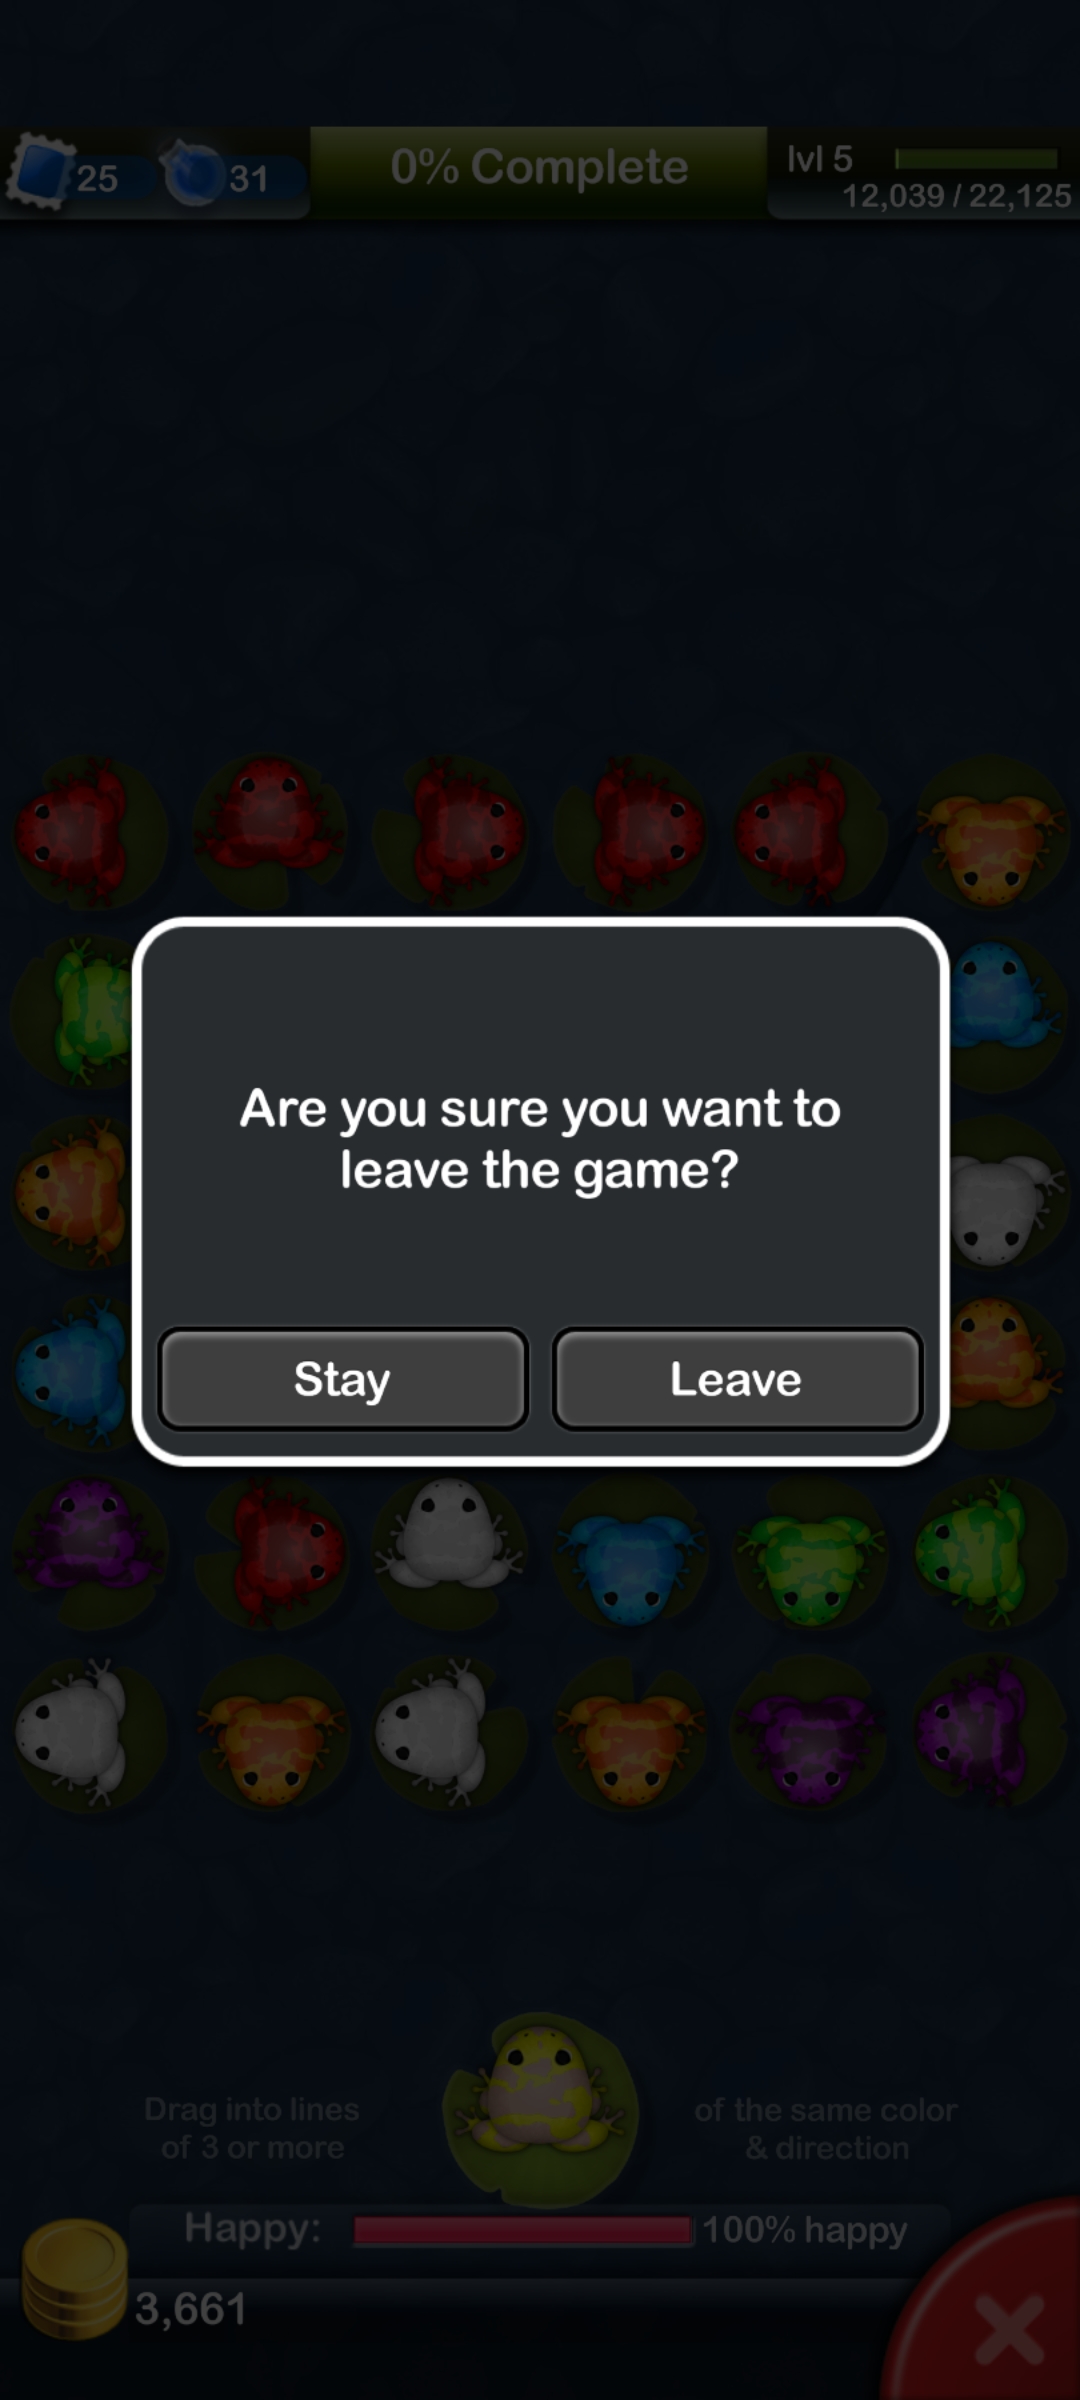 25
31
0% Complete
lvl 5
12,039 / 22,125
Are you sure you want to
leave the game?
Stay
Leave
Drag into lines
of 3 or more
of the same color
& direction
Happy:
100% happy
3,661